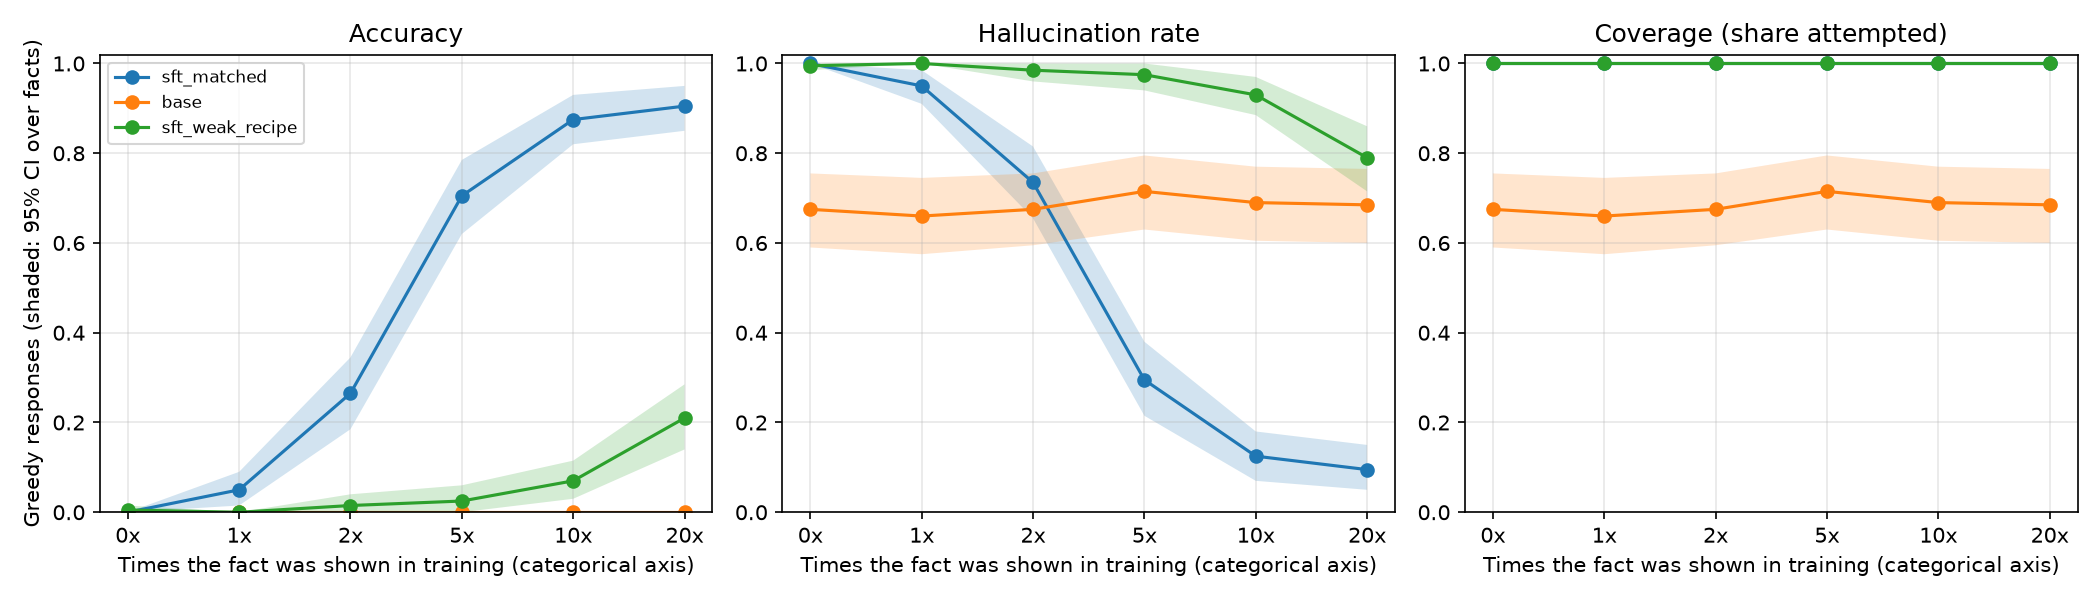 Accuracy
Hallucination rate
Coverage (share attempted)
Greedy responses (shaded: 95% CI over facts)
1.0
0.8
0.6
0.4
0.2
0.0
sft_matched
base
sft_weak_recipe
0x 1x 2x 5x 10x 20x
Times the fact was shown in training (categorical axis)
1.0
0.8
0.6
0.4
0.2
0.0
0x 1x 2x 5x 10x 20x
Times the fact was shown in training (categorical axis)
1.0
0.8
0.6
0.4
0.2
0.0
0x 1x 2x 5x 10x 20x
Times the fact was shown in training (categorical axis)